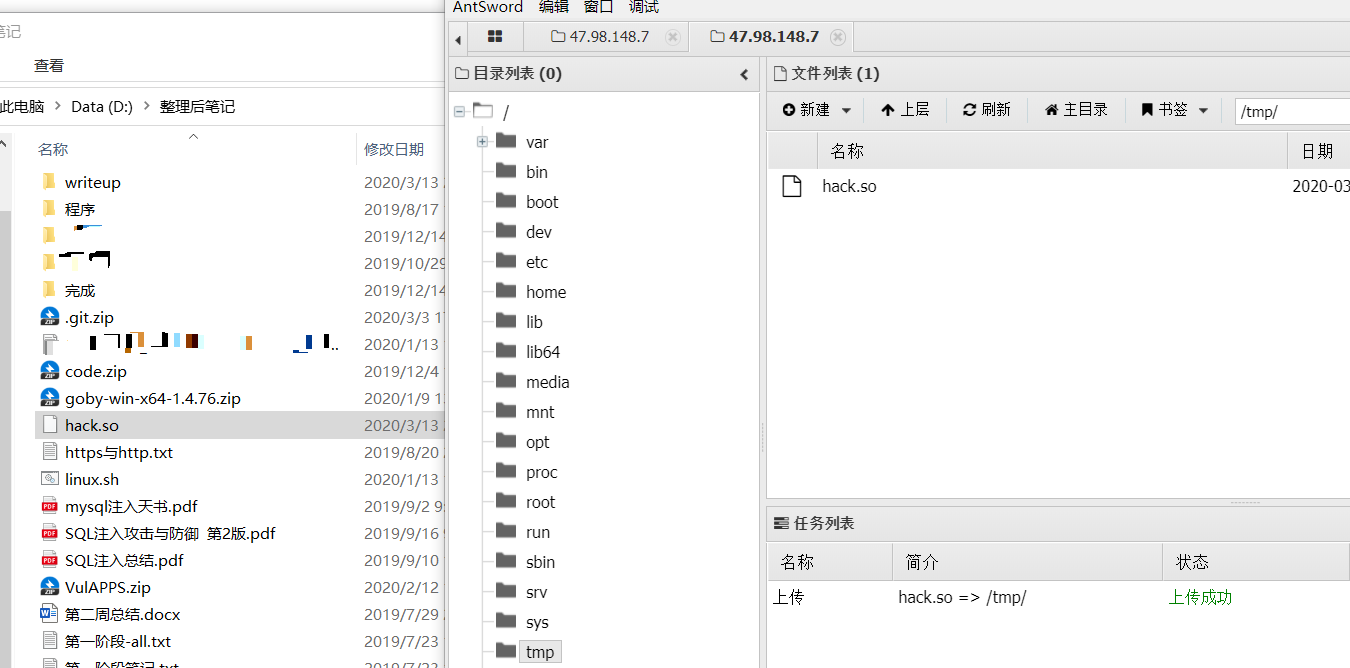 笔记
查看
此电脑 > Data (D:) > 整理后笔记
名称 修改日期
writeup 2020/3/13
程序 2019/8/17
2019/12/14
2019/10/29
完成 2019/12/14
.git.zip 2020/3/3 1
2020/1/13
code.zip 2019/12/4
goby-win-x64-1.4.76.zip 2020/1/9 1
hack.so 2020/3/13
https与http.txt 2019/8/20
linux.sh 2020/1/13
mysql注入天书.pdf 2019/9/2 9
SQL注入攻击与防御 第2版.pdf 2019/9/16
SQL注入总结.pdf 2019/9/10
VulAPPS.zip 2020/2/12
第二周总结.docx 2019/7/29
第一阶段-all.txt 2019/7/23
第一阶段笔记.txt 2019/7/23
AntSword 编辑 窗口 调试
47.98.148.7 47.98.148.7
目录列表 (0)
/
var
bin
boot
dev
etc
home
lib
lib64
media
mnt
opt
proc
root
run
sbin
srv
sys
tmp
文件列表 (1)
新建 上层 刷新 主目录 书签 /tmp/
名称 日期
hack.so 2020-03
任务列表
名称 简介 状态
上传 hack.so => /tmp/ 上传成功